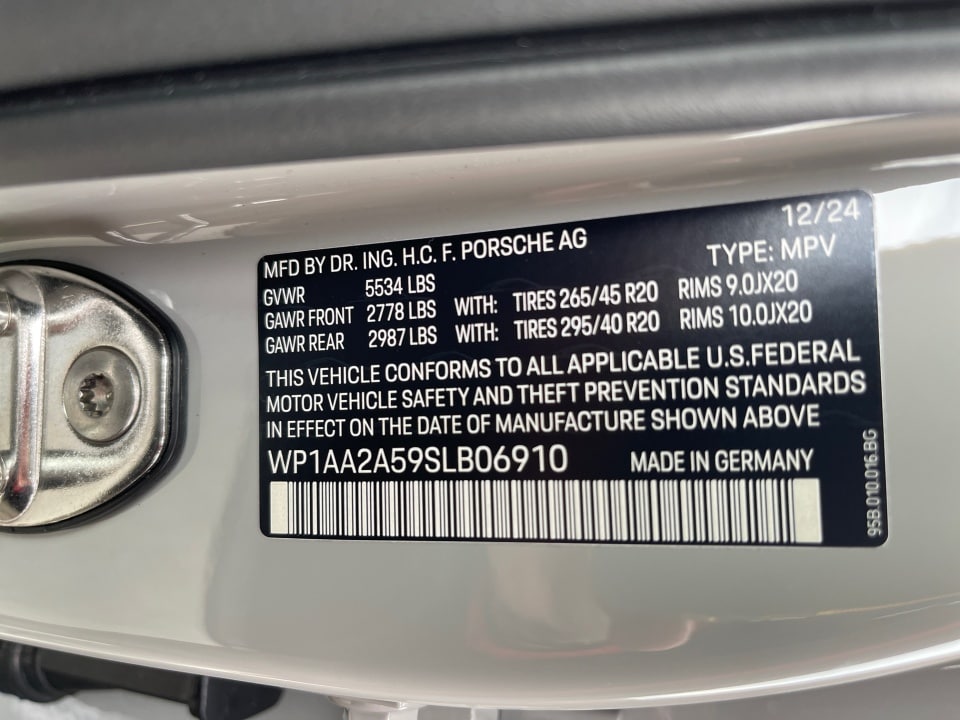 12/24
MFD BY DR. ING. H.C. F. PORSCHE AG
TYPE: MPV
GVWR 5534 LBS
GAWR FRONT 2778 LBS WITH: TIRES 265/45 R20 RIMS 9.0JX20
GAWR REAR 2987 LBS WITH: TIRES 295/40 R20 RIMS 10.0JX20
THIS VEHICLE CONFORMS TO ALL APPLICABLE U.S.FEDERAL
MOTOR VEHICLE SAFETY AND THEFT PREVENTION STANDARDS
IN EFFECT ON THE DATE OF MANUFACTURE SHOWN ABOVE
WP1AA2A59SLB06910 MADE IN GERMANY
95B.010.016.BG